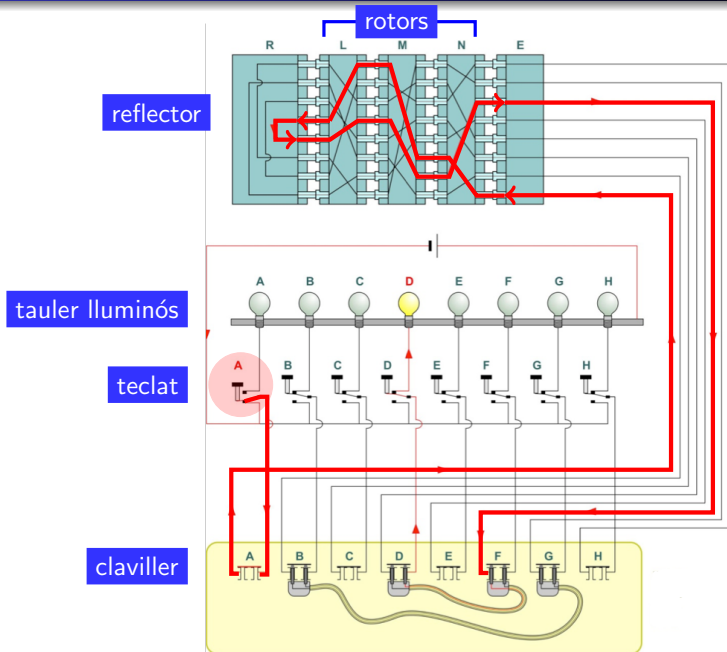 rotors
R L M N E
reflector
A B C D E F G H
tauler lluminós
A B C D E F G H
teclat
A B C D E F G H
claviller